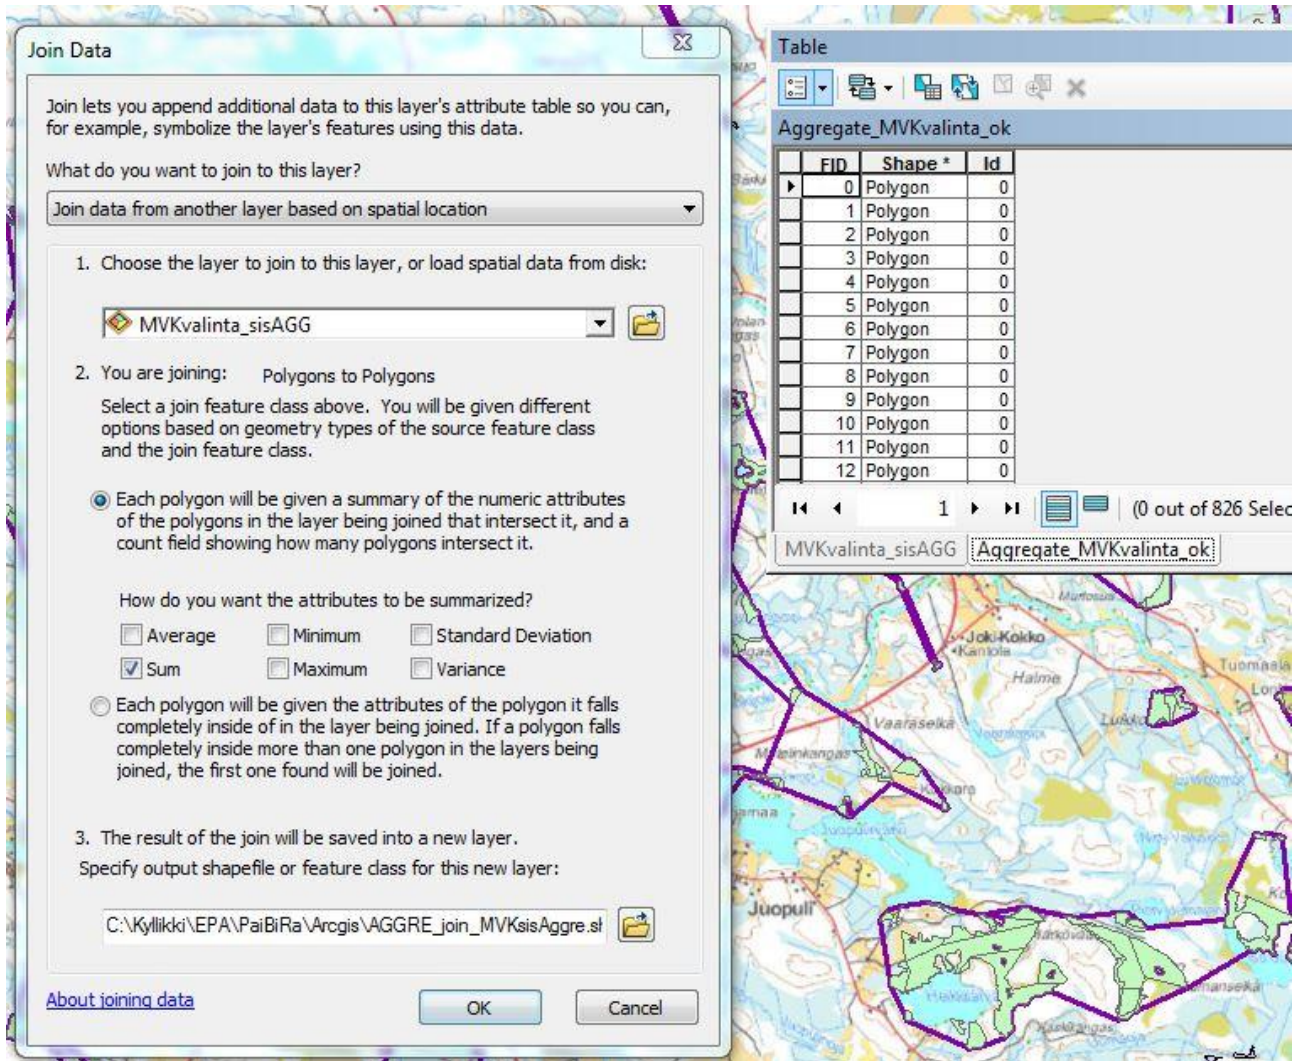 Join Data
Join lets you append additional data to this layer's attribute table so you can,
for example, symbolize the layer's features using this data.
What do you want to join to this layer?
Join data from another layer based on spatial location
1. Choose the layer to join to this layer, or load spatial data from disk:
MVKvalinta_sisAGG
2. You are joining: Polygons to Polygons
Select a join feature class above. You will be given different
options based on geometry types of the source feature class
and the join feature class.
Each polygon will be given a summary of the numeric attributes
of the polygons in the layer being joined that intersect it, and a
count field showing how many polygons intersect it.
How do you want the attributes to be summarized?
Average Minimum Standard Deviation
Sum Maximum Variance
Each polygon will be given the attributes of the polygon it falls
completely inside of in the layer being joined. If a polygon falls
completely inside more than one polygon in the layers being
joined, the first one found will be joined.
3. The result of the join will be saved into a new layer.
Specify output shapefile or feature class for this new layer:
C:\Kyllikki\EPA\PaiBiRa\Arcgis\AGGRE_join_MVKsisAggre.sh
About joining data
OK Cancel
Table
Aggregate_MVKvalinta_ok
FID Shape * Id
0 Polygon 0
1 Polygon 0
2 Polygon 0
3 Polygon 0
4 Polygon 0
5 Polygon 0
6 Polygon 0
7 Polygon 0
8 Polygon 0
9 Polygon 0
10 Polygon 0
11 Polygon 0
12 Polygon 0
1 (0 out of 826 Selec
MVKvalinta_sisAGG Aggregate_MVKvalinta_ok
Joki-Kokko
Halme
Tuomaala
Vaaraselkä
Juopuli